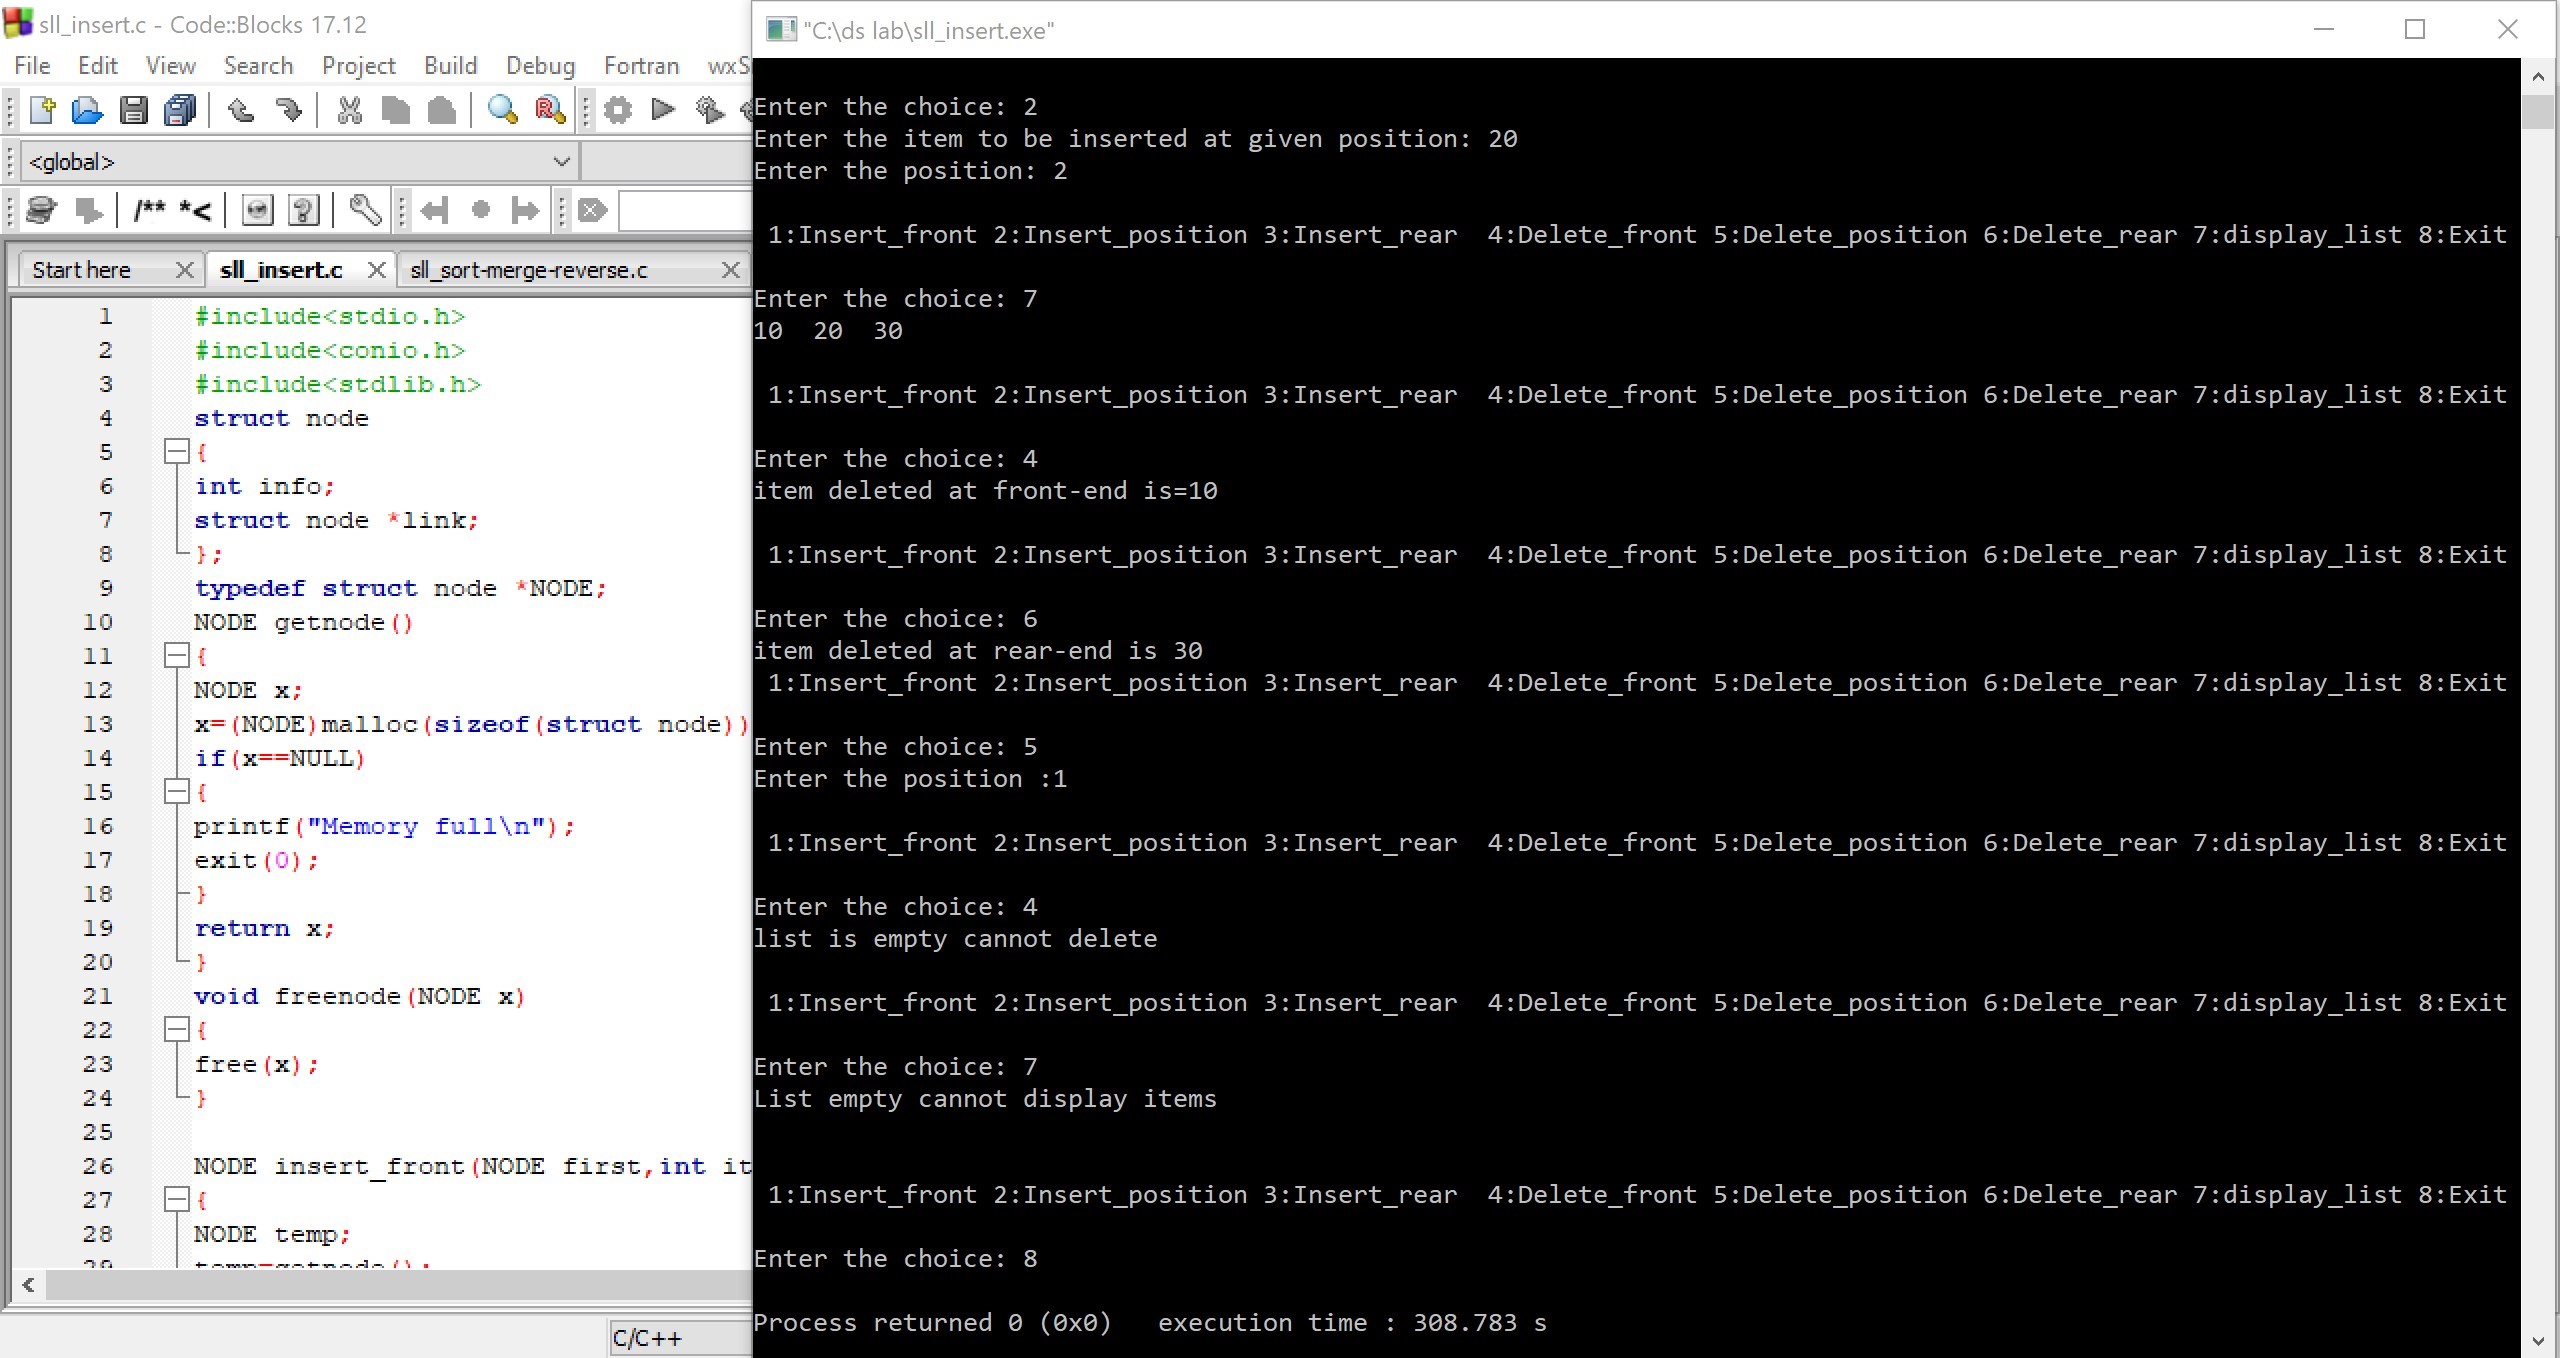 sll_insert.c - Code::Blocks 17.12
File Edit View Search Project Build Debug Fortran wxS
<global>
/** *<
Start here sll_insert.c sll_sort-merge-reverse.c
1 #include<stdio.h>
2 #include<conio.h>
3 #include<stdlib.h>
4 struct node
5 {
6 int info;
7 struct node *link;
8 };
9 typedef struct node *NODE;
10 NODE getnode()
11 {
12 NODE x;
13 x=(NODE)malloc(sizeof(struct node))
14 if(x==NULL)
15 {
16 printf("Memory full\n");
17 exit(0);
18 }
19 return x;
20 }
21 void freenode(NODE x)
22 {
23 free(x);
24 }
25
26 NODE insert_front(NODE first,int it
27 {
28 NODE temp;
29 temp=getnode();
C/C++
"C:\ds lab\sll_insert.exe"
Enter the choice: 2
Enter the item to be inserted at given position: 20
Enter the position: 2
1:Insert_front 2:Insert_position 3:Insert_rear  4:Delete_front 5:Delete_position 6:Delete_rear 7:display_list 8:Exit
Enter the choice: 7
10  20  30
1:Insert_front 2:Insert_position 3:Insert_rear  4:Delete_front 5:Delete_position 6:Delete_rear 7:display_list 8:Exit
Enter the choice: 4
item deleted at front-end is=10
1:Insert_front 2:Insert_position 3:Insert_rear  4:Delete_front 5:Delete_position 6:Delete_rear 7:display_list 8:Exit
Enter the choice: 6
item deleted at rear-end is 30
1:Insert_front 2:Insert_position 3:Insert_rear  4:Delete_front 5:Delete_position 6:Delete_rear 7:display_list 8:Exit
Enter the choice: 5
Enter the position :1
1:Insert_front 2:Insert_position 3:Insert_rear  4:Delete_front 5:Delete_position 6:Delete_rear 7:display_list 8:Exit
Enter the choice: 4
list is empty cannot delete
1:Insert_front 2:Insert_position 3:Insert_rear  4:Delete_front 5:Delete_position 6:Delete_rear 7:display_list 8:Exit
Enter the choice: 7
List empty cannot display items
1:Insert_front 2:Insert_position 3:Insert_rear  4:Delete_front 5:Delete_position 6:Delete_rear 7:display_list 8:Exit
Enter the choice: 8
Process returned 0 (0x0)   execution time : 308.783 s